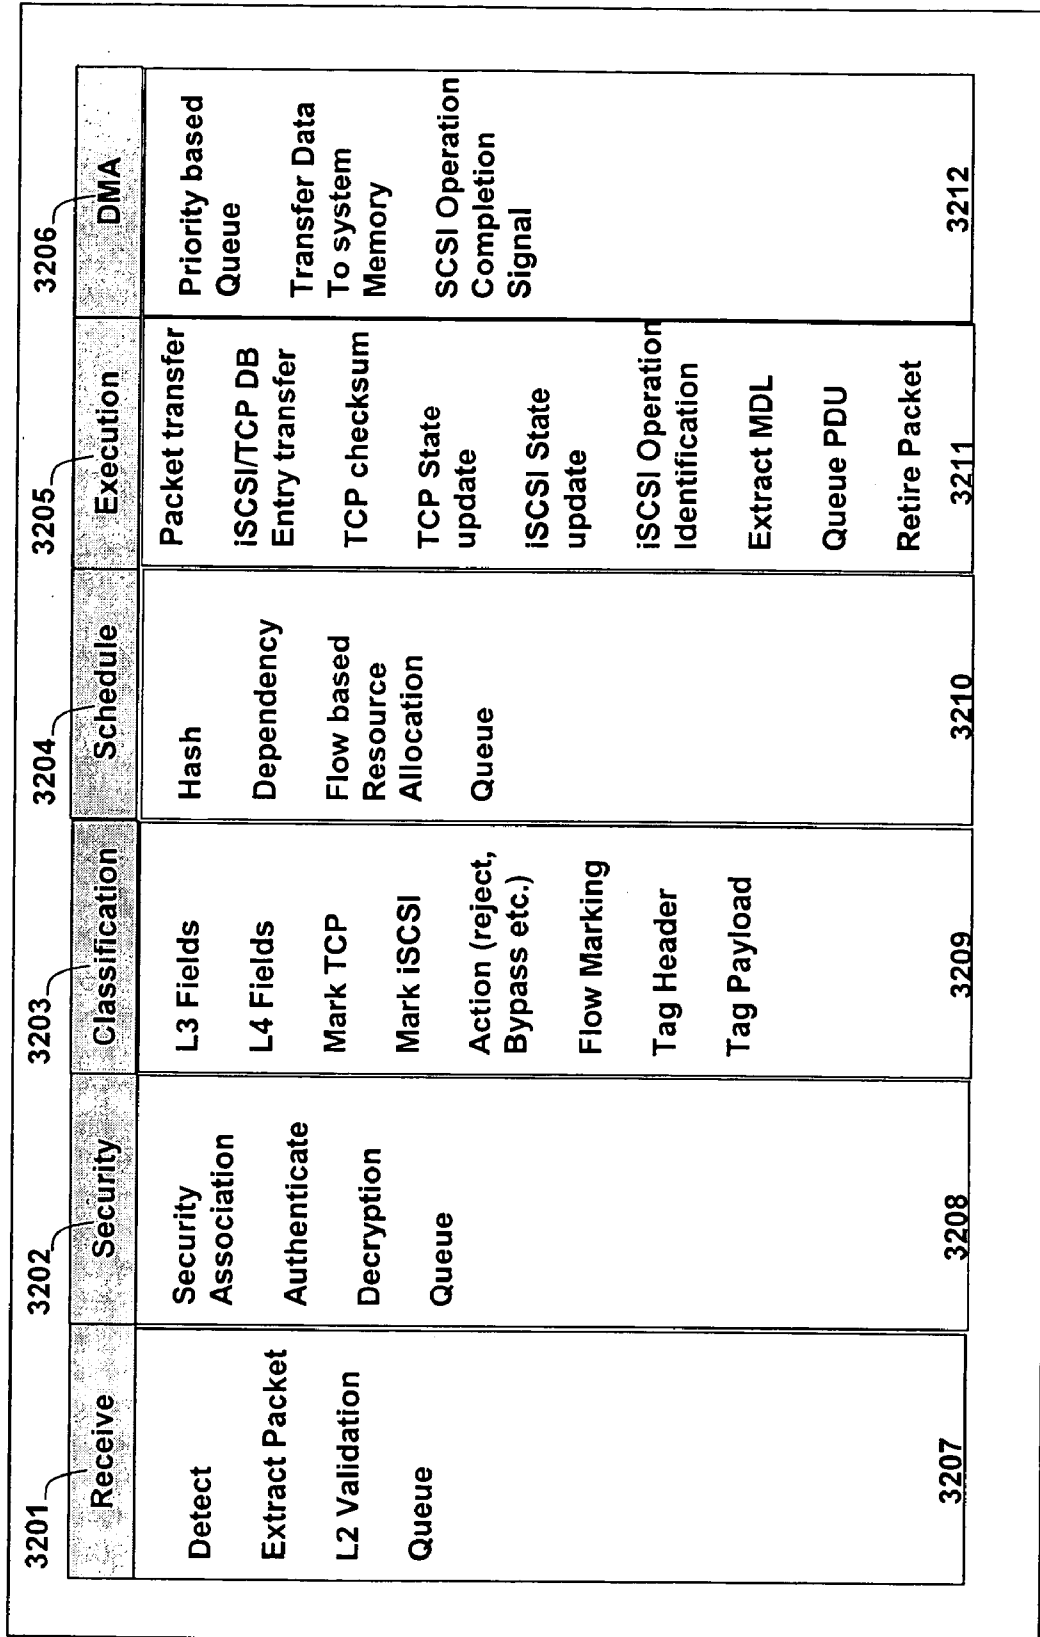 3201
Receive
Detect
Extract Packet
L2 Validation
Queue
3207
3202
Security
Security
Association
Authenticate
Decryption
Queue
3208
3203
Classification
L3 Fields
L4 Fields
Mark TCP
Mark iSCSI
Action (reject,
Bypass etc.)
Flow Marking
Tag Header
Tag Payload
3209
3204
Schedule
Hash
Dependency
Flow based
Resource
Allocation
Queue
3210
3205
Execution
Packet transfer
iSCSI/TCP DB
Entry transfer
TCP checksum
TCP State
update
iSCSI State
update
iSCSI Operation
Identification
Extract MDL
Queue PDU
Retire Packet
3211
3206
DMA
Priority based
Queue
Transfer Data
To system
Memory
SCSI Operation
Completion
Signal
3212